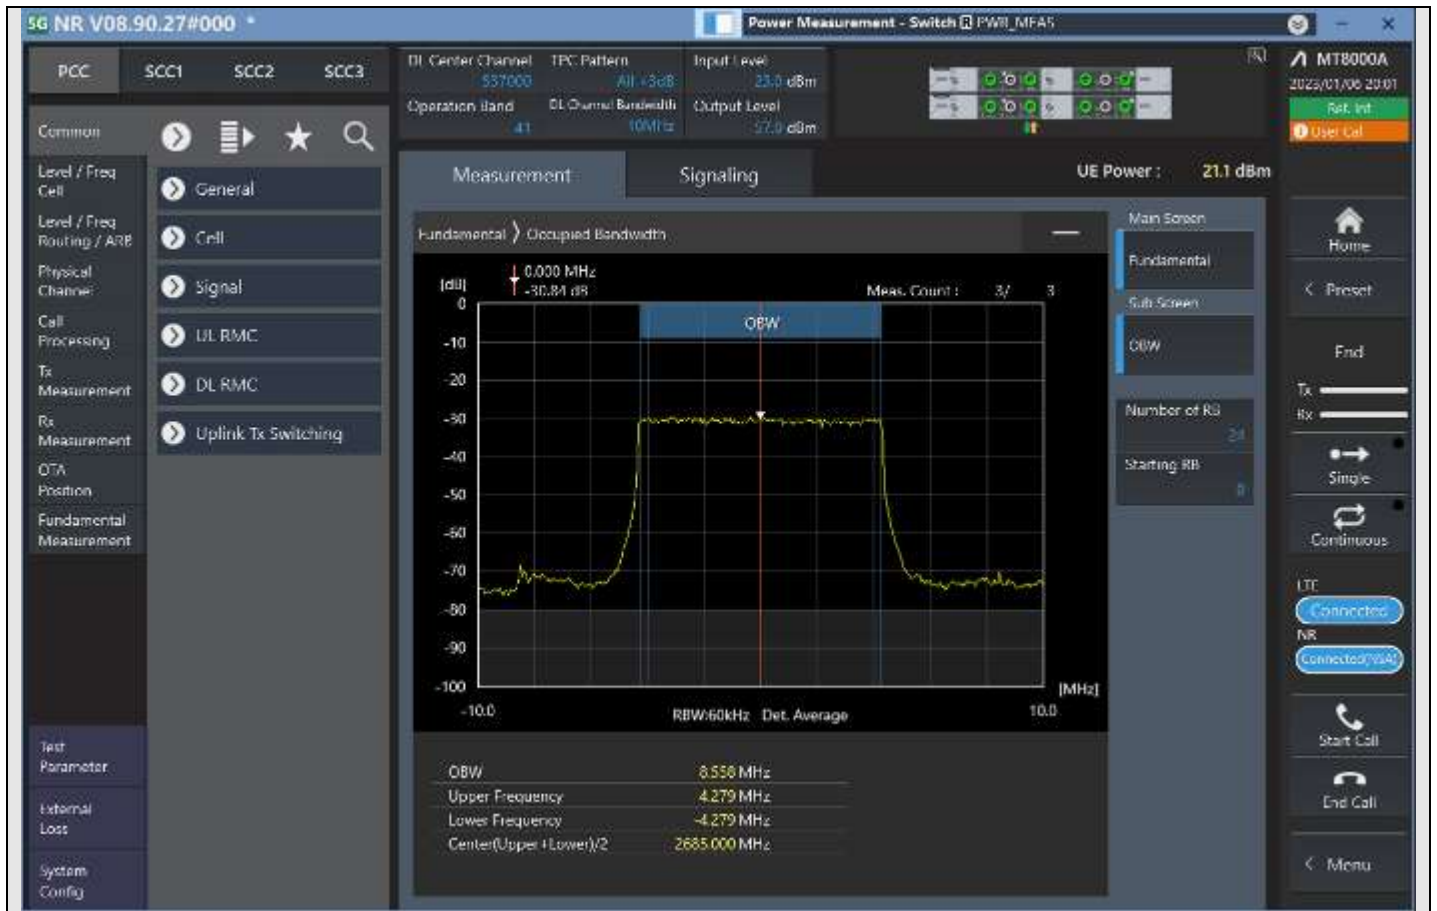 5G NR V08.90.27#000 *
Power Measurement - Switch PWR_MEAS
PCC SCC1 SCC2 SCC3
DL Center Channel TPC Pattern Input Level
537000 All +3dB 23.0 dBm
Operation Band DL Channel Bandwidth Output Level
41 10MHz -57.0 dBm
MT8000A
2023/01/06 20:01
Ref. Int
User Cal
Common
Level / Freq
Cell
Level / Freq
Routing / ARB
Physical
Channel
Call
Processing
Tx
Measurement
Rx
Measurement
OTA
Position
Fundamental
Measurement
Test
Parameter
External
Loss
System
Config
General
Cell
Signal
UL RMC
DL RMC
Uplink Tx Switching
Measurement Signaling
UE Power : 21.1 dBm
Fundamental Occupied Bandwidth
[dB]
0.000 MHz
-30.84 dB
Meas. Count : 3/ 3
OBW
0
-10
-20
-30
-40
-50
-60
-70
-80
-90
-100
[MHz]
-10.0 10.0
RBW:60kHz Det. Average
OBW 8.558 MHz
Upper Frequency 4.279 MHz
Lower Frequency -4.279 MHz
Center(Upper+Lower)/2 2685.000 MHz
Main Screen
Fundamental
Sub Screen
OBW
Number of RB
24
Starting RB
0
Home
Preset
End
Tx
Rx
Single
Continuous
LTE
Connected
NR
Connected(NSA)
Start Call
End Call
Menu